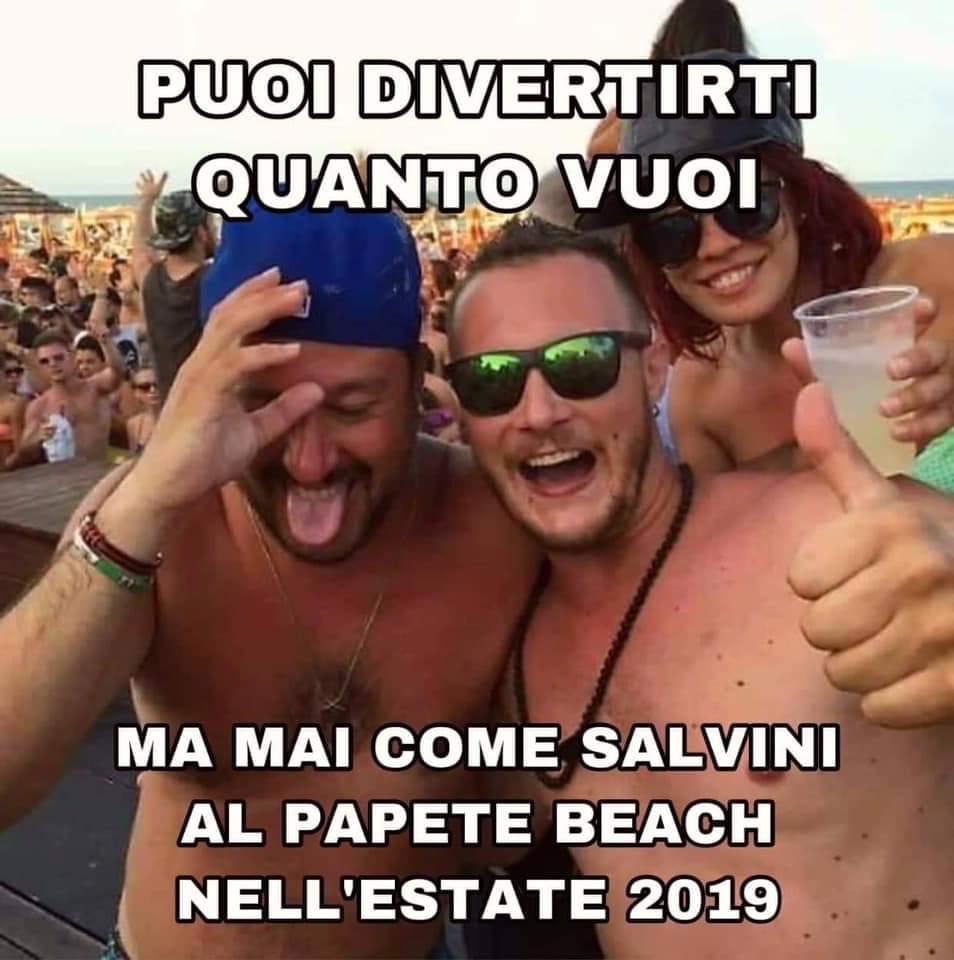 PUOI DIVERTIRTI
QUANTO VUOI
MA MAI COME SALVINI
AL PAPETE BEACH
NELL'ESTATE 2019